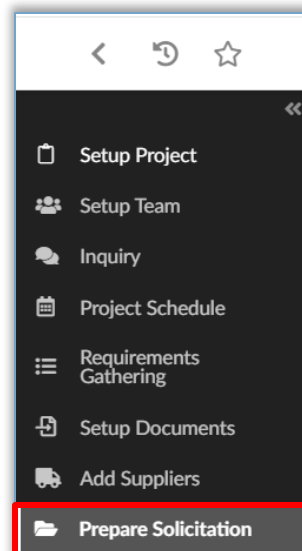 Setup Project
Setup Team
Inquiry
Project Schedule
Requirements
Gathering
Setup Documents
Add Suppliers
Prepare Solicitation